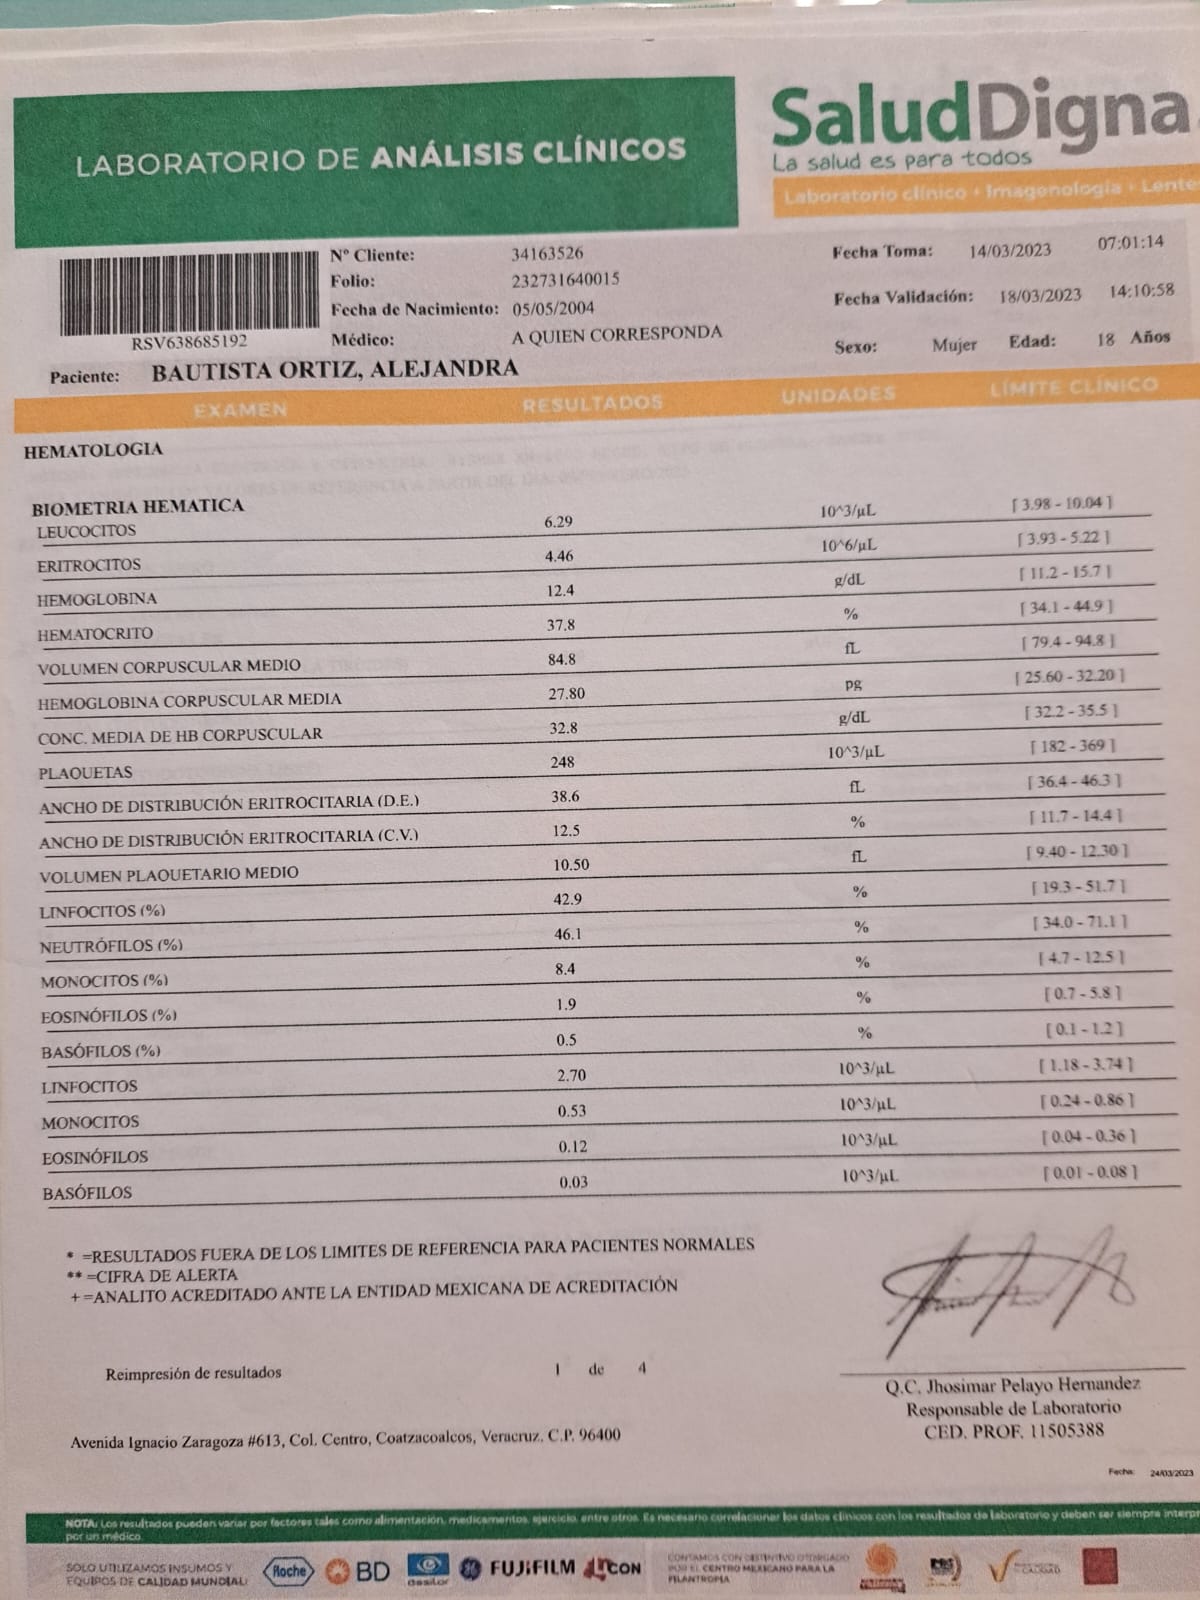 LABORATORIO DE ANÁLISIS CLÍNICOS
SaludDigna
La salud es para todos
Laboratorio clínico • Imagenología • Lente
Nº Cliente: 34163526
Folio: 232731640015
Fecha de Nacimiento: 05/05/2004
Médico: A QUIEN CORRESPONDA
Fecha Toma: 14/03/2023 07:01:14
Fecha Validación: 18/03/2023 14:10:58
Sexo: Mujer Edad: 18 Años
RSV638685192
Paciente: BAUTISTA ORTIZ, ALEJANDRA
EXAMEN RESULTADOS UNIDADES LÍMITE CLÍNICO
HEMATOLOGIA
BIOMETRIA HEMATICA
LEUCOCITOS 6.29 10^3/µL [ 3.98 - 10.04 ]
ERITROCITOS 4.46 10^6/µL [ 3.93 - 5.22 ]
HEMOGLOBINA 12.4 g/dL [ 11.2 - 15.7 ]
HEMATOCRITO 37.8 % [ 34.1 - 44.9 ]
VOLUMEN CORPUSCULAR MEDIO 84.8 fL [ 79.4 - 94.8 ]
HEMOGLOBINA CORPUSCULAR MEDIA 27.80 pg [ 25.60 - 32.20 ]
CONC. MEDIA DE HB CORPUSCULAR 32.8 g/dL [ 32.2 - 35.5 ]
PLAQUETAS 248 10^3/µL [ 182 - 369 ]
ANCHO DE DISTRIBUCIÓN ERITROCITARIA (D.E.) 38.6 fL [ 36.4 - 46.3 ]
ANCHO DE DISTRIBUCIÓN ERITROCITARIA (C.V.) 12.5 % [ 11.7 - 14.4 ]
VOLUMEN PLAQUETARIO MEDIO 10.50 fL [ 9.40 - 12.30 ]
LINFOCITOS (%) 42.9 % [ 19.3 - 51.7 ]
NEUTRÓFILOS (%) 46.1 % [ 34.0 - 71.1 ]
MONOCITOS (%) 8.4 % [ 4.7 - 12.5 ]
EOSINÓFILOS (%) 1.9 % [ 0.7 - 5.8 ]
BASÓFILOS (%) 0.5 % [ 0.1 - 1.2 ]
LINFOCITOS 2.70 10^3/µL [ 1.18 - 3.74 ]
MONOCITOS 0.53 10^3/µL [ 0.24 - 0.86 ]
EOSINÓFILOS 0.12 10^3/µL [ 0.04 - 0.36 ]
BASÓFILOS 0.03 10^3/µL [ 0.01 - 0.08 ]
* =RESULTADOS FUERA DE LOS LIMITES DE REFERENCIA PARA PACIENTES NORMALES
** =CIFRA DE ALERTA
+ =ANALITO ACREDITADO ANTE LA ENTIDAD MEXICANA DE ACREDITACIÓN
Reimpresión de resultados 1 de 4
Q.C. Jhosimar Pelayo Hernandez
Responsable de Laboratorio
CED. PROF. 11505388
Avenida Ignacio Zaragoza #613, Col. Centro, Coatzacoalcos, Veracruz. C.P. 96400
Fecha: 24/03/2023
NOTA: Los resultados pueden variar por factores tales como alimentación, medicamentos, ejercicio, entre otros. Es necesario correlacionar los datos clínicos con los resultados de laboratorio y deben ser siempre interpr
por un médico.
SOLO UTILIZAMOS INSUMOS Y
EQUIPOS DE CALIDAD MUNDIAL:
Roche BD essilor FUJIFILM
CONTAMOS CON DISTINTIVO OTORGADO
POR EL CENTRO MEXICANO PARA LA
FILANTROPÍA